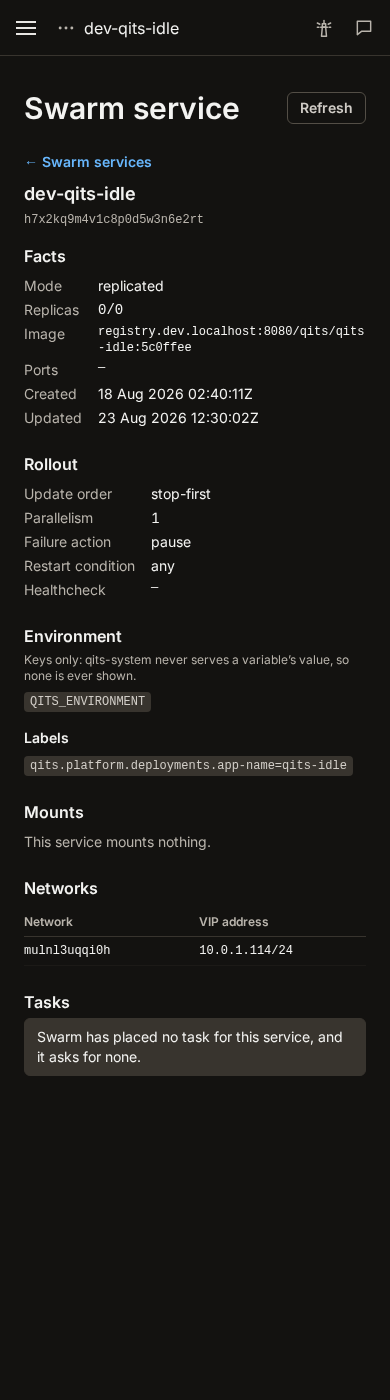 ··· dev-qits-idle
Swarm service
Refresh
← Swarm services
dev-qits-idle
h7x2kq9m4v1c8p0d5w3n6e2rt
Facts
Mode replicated
Replicas 0/0
Image registry.dev.localhost:8080/qits/qits
-idle:5c0ffee
Ports –
Created 18 Aug 2026 02:40:11Z
Updated 23 Aug 2026 12:30:02Z
Rollout
Update order stop-first
Parallelism 1
Failure action pause
Restart condition any
Healthcheck –
Environment
Keys only: qits-system never serves a variable’s value, so
none is ever shown.
QITS_ENVIRONMENT
Labels
qits.platform.deployments.app-name=qits-idle
Mounts
This service mounts nothing.
Networks
Network VIP address
mulnl3uqqi0h 10.0.1.114/24
Tasks
Swarm has placed no task for this service, and
it asks for none.